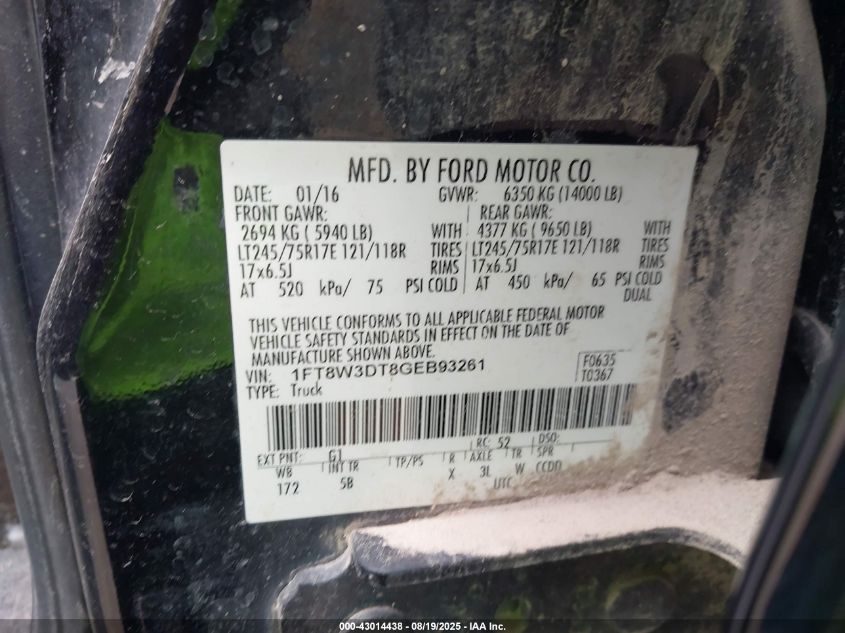 MFD. BY FORD MOTOR CO.
DATE: 01/16 GVWR: 6350 KG (14000 LB)
FRONT GAWR: REAR GAWR:
2694 KG ( 5940 LB) WITH 4377 KG ( 9650 LB) WITH
LT245/75R17E 121/118R TIRES LT245/75R17E 121/118R TIRES
17x6.5J RIMS 17x6.5J RIMS
AT 520 kPa/ 75 PSI COLD AT 450 kPa/ 65 PSI COLD
DUAL
THIS VEHICLE CONFORMS TO ALL APPLICABLE FEDERAL MOTOR
VEHICLE SAFETY STANDARDS IN EFFECT ON THE DATE OF
MANUFACTURE SHOWN ABOVE.
VIN: 1FT8W3DT8GEB93261
TYPE: Truck
F0635
T0367
EXT PNT: G1 RC: 52 DSO:
WB INT TR TP/PS R AXLE TR SPR
172 5B X 3L W CCDD
UTC
000-43014438 - 08/19/2025 - IAA Inc.